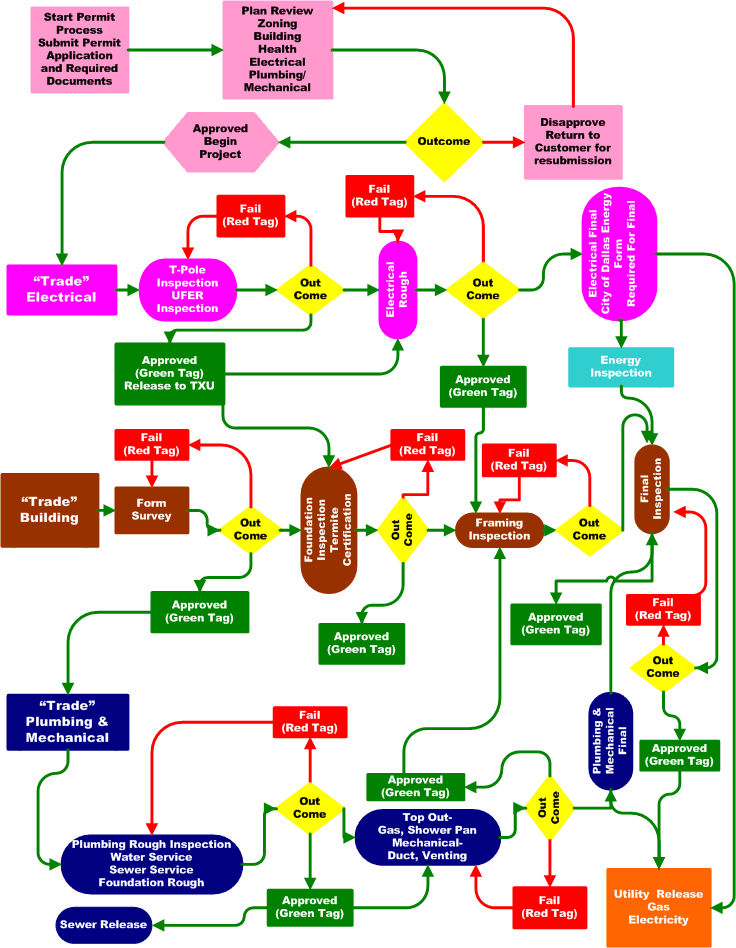 Start Permit
Process
Submit Permit
Application
and Required
Documents
Plan Review
Zoning
Building
Health
Electrical
Plumbing/
Mechanical
Approved
Begin
Project
Outcome
Disapprove
Return to
Customer for
resubmission
Fail
(Red Tag)
Fail
(Red Tag)
“Trade”
Electrical
T-Pole
Inspection
UFER
Inspection
Out
Come
Electrical
Rough
Out
Come
Electrical Final
City of Dallas Energy
Form
Required For Final
Approved
(Green Tag)
Release to TXU
Approved
(Green Tag)
Energy
Inspection
Fail
(Red Tag)
Fail
(Red Tag)
Fail
(Red Tag)
“Trade”
Building
Form
Survey
Out
Come
Foundation
Inspection
Termite
Certification
Out
Come
Framing
Inspection
Out
Come
Final
Inspection
Approved
(Green Tag)
Approved
(Green Tag)
Approved
(Green Tag)
Fail
(Red Tag)
Out
Come
“Trade”
Plumbing &
Mechanical
Fail
(Red Tag)
Plumbing &
Mechanical
Final
Approved
(Green Tag)
Approved
(Green Tag)
Plumbing Rough Inspection
Water Service
Sewer Service
Foundation Rough
Out
Come
Top Out-
Gas, Shower Pan
Mechanical-
Duct, Venting
Out
Come
Sewer Release
Approved
(Green Tag)
Fail
(Red Tag)
Utility Release
Gas
Electricity